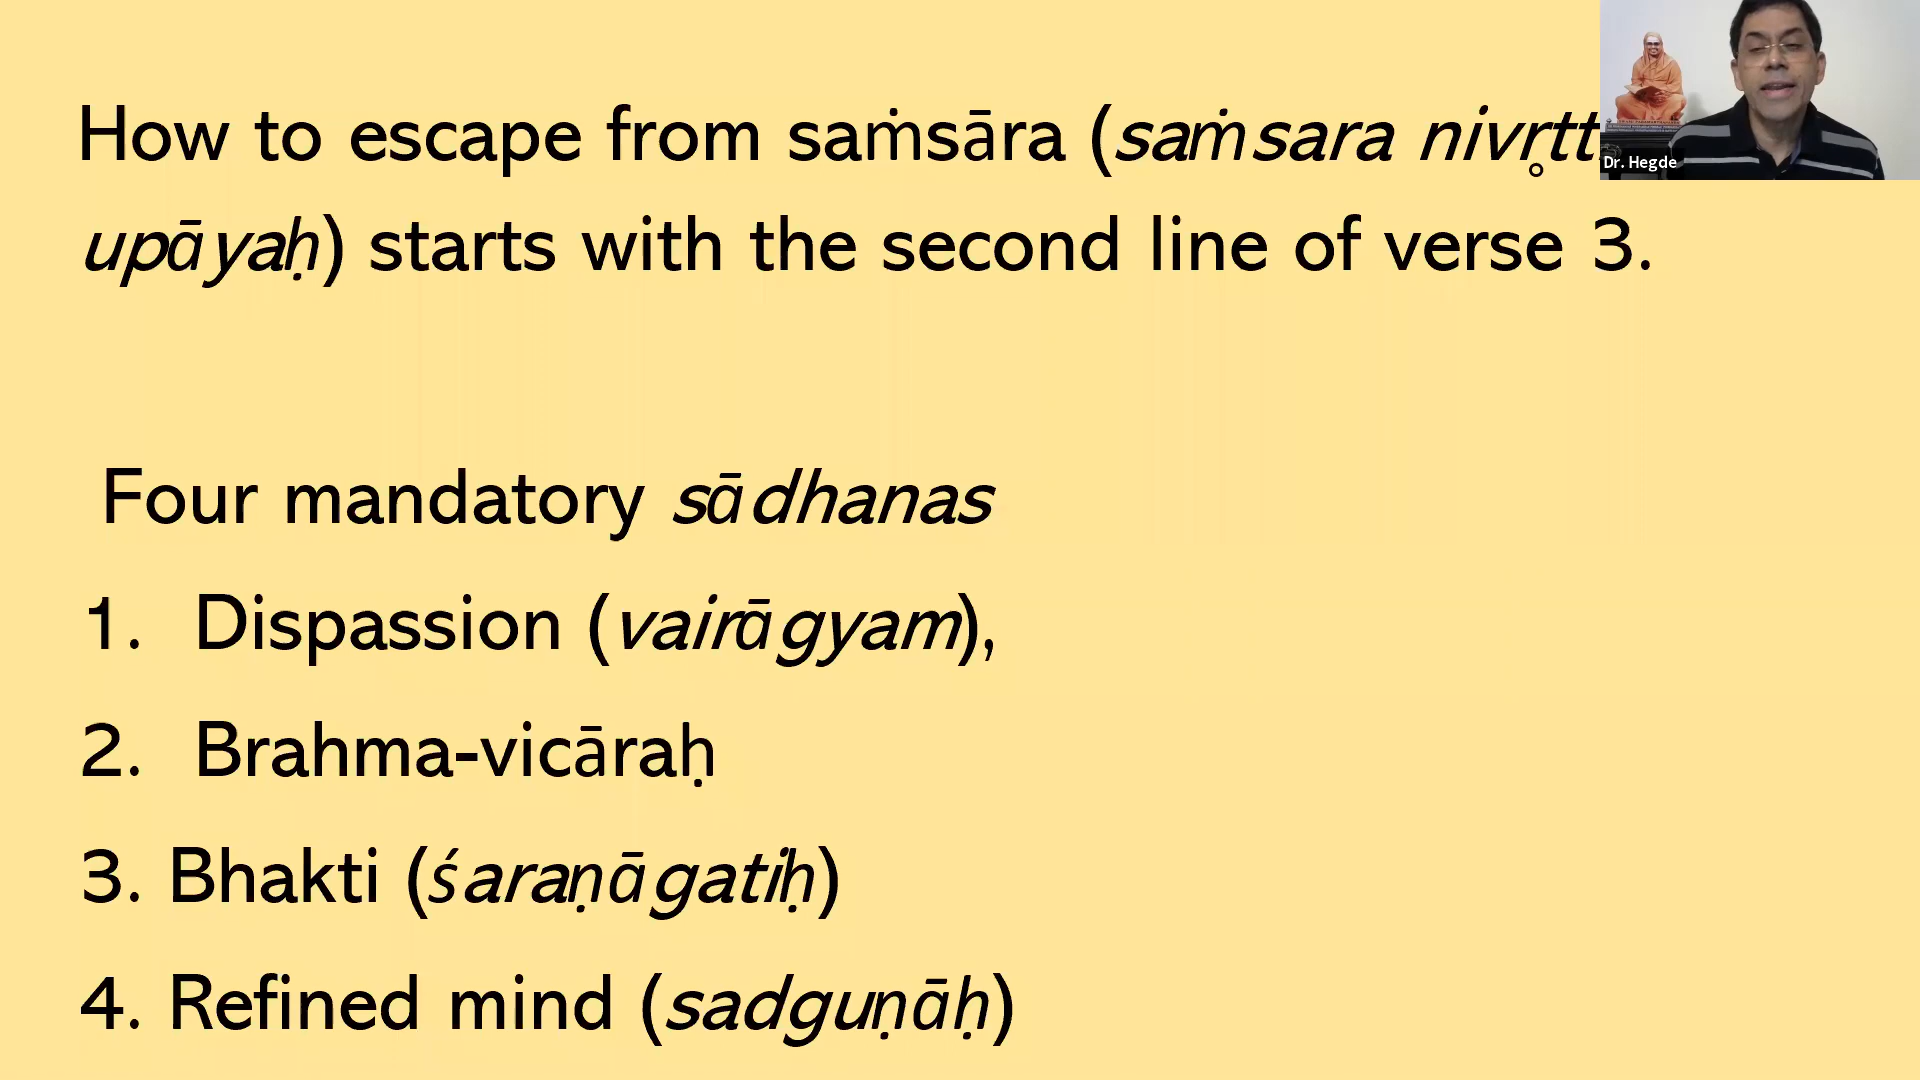 How to escape from saṁsāra (saṁsara nivṛtt
upāyaḥ) starts with the second line of verse 3.
Four mandatory sādhanas
1. Dispassion (vairāgyam),
2. Brahma-vicāraḥ
3. Bhakti (śaraṇāgatiḥ)
4. Refined mind (sadguṇāḥ)
Dr. Hegde